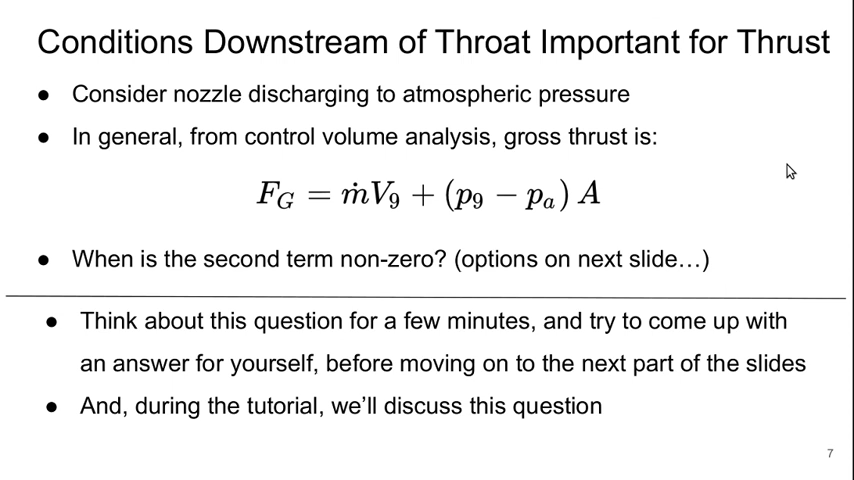 Conditions Downstream of Throat Important for Thrust
● Consider nozzle discharging to atmospheric pressure
● In general, from control volume analysis, gross thrust is:
F_G = ṁV_9 + (p_9 − p_a) A
● When is the second term non-zero? (options on next slide…)
● Think about this question for a few minutes, and try to come up with
an answer for yourself, before moving on to the next part of the slides
● And, during the tutorial, we’ll discuss this question
7